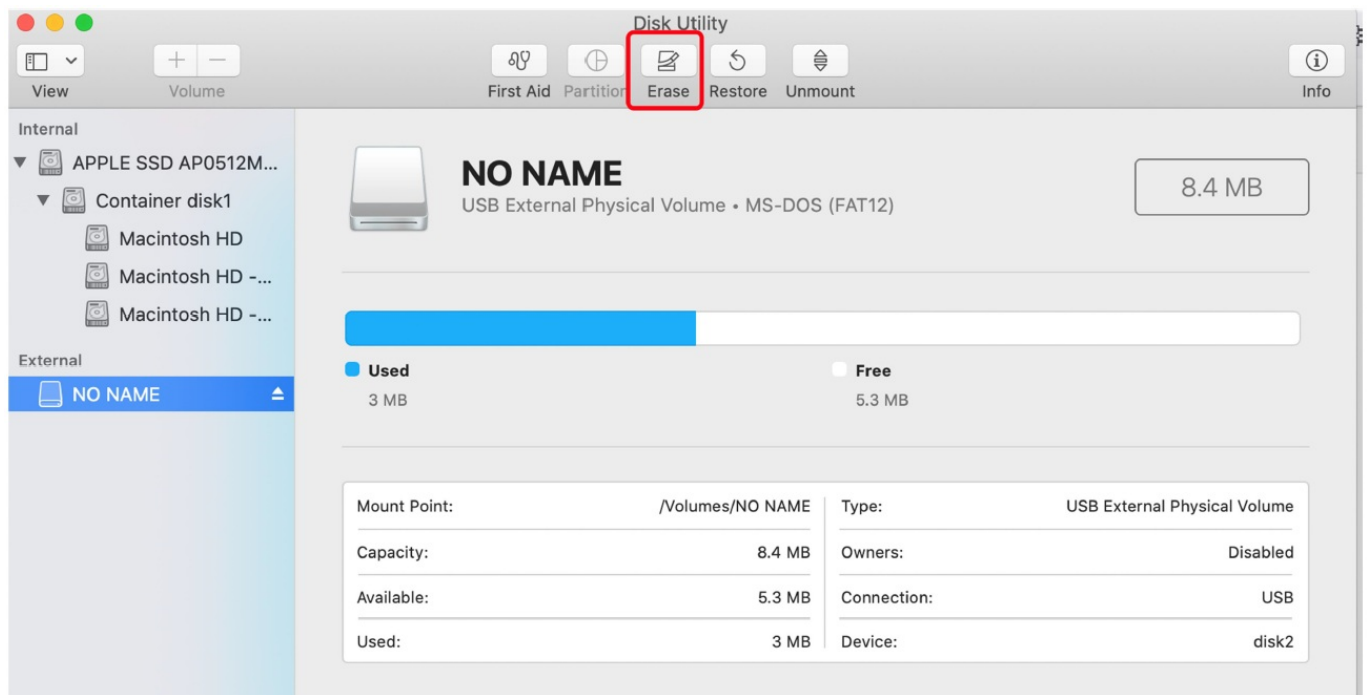 Disk Utility
View
Volume
First Aid
Partition
Erase
Restore
Unmount
Info
Internal
APPLE SSD AP0512M...
Container disk1
Macintosh HD
Macintosh HD -...
Macintosh HD -...
External
NO NAME
NO NAME
USB External Physical Volume • MS-DOS (FAT12)
8.4 MB
Used
3 MB
Free
5.3 MB
Mount Point: /Volumes/NO NAME
Capacity: 8.4 MB
Available: 5.3 MB
Used: 3 MB
Type: USB External Physical Volume
Owners: Disabled
Connection: USB
Device: disk2